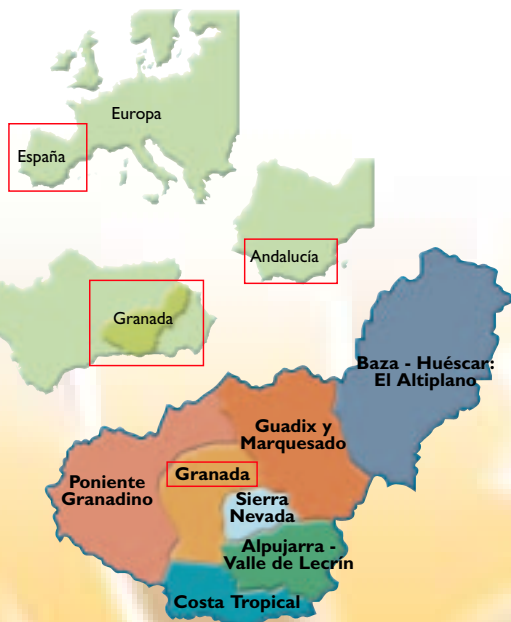 Europa
España
Andalucía
Granada
Baza - Huéscar:
El Altiplano
Guadix y
Marquesado
Poniente
Granadino
Granada
Sierra
Nevada
Alpujarra -
Valle de Lecrín
Costa Tropical